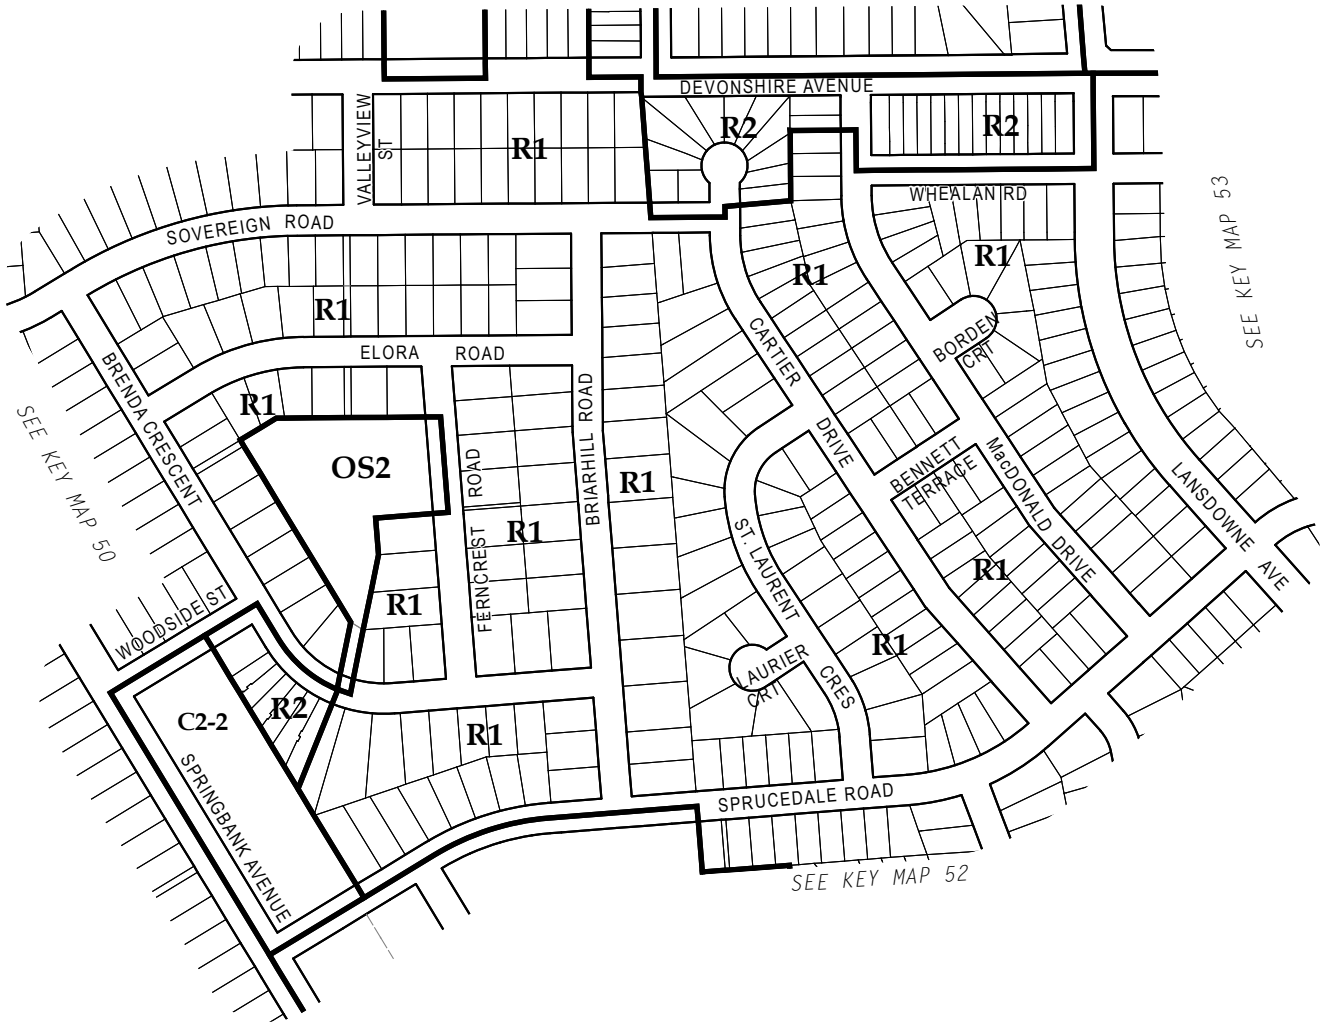 DEVONSHIRE AVENUE
R2
R2
R1
VALLEYVIEW
ST
WHEALAN RD
SEE KEY MAP 53
SOVEREIGN ROAD
R1
R1
R1
BORDEN
CRT
CARTIER
DRIVE
ELORA ROAD
BRENDA CRESCENT
R1
SEE KEY MAP 50
OS2
BRIARHILL ROAD
R1
FERNCREST ROAD
R1
BENNETT
TERRACE
MacDONALD DRIVE
LANSDOWNE AVE
R1
ST. LAURENT
CRES
R1
WOODSIDE ST
R1
LAURIER
CRT
R2
C2-2
R1
SPRINGBANK AVENUE
SPRUCEDALE ROAD
SEE KEY MAP 52